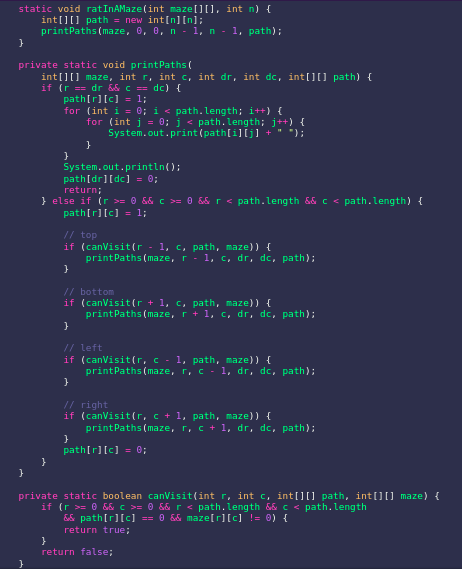 static void ratInAMaze(int maze[][], int n) {
    int[][] path = new int[n][n];
    printPaths(maze, 0, 0, n - 1, n - 1, path);
}

private static void printPaths(
    int[][] maze, int r, int c, int dr, int dc, int[][] path) {
    if (r == dr && c == dc) {
        path[r][c] = 1;
        for (int i = 0; i < path.length; i++) {
            for (int j = 0; j < path.length; j++) {
                System.out.print(path[i][j] + " ");
            }
        }
        System.out.println();
        path[dr][dc] = 0;
        return;
    } else if (r >= 0 && c >= 0 && r < path.length && c < path.length) {
        path[r][c] = 1;

        // top
        if (canVisit(r - 1, c, path, maze)) {
            printPaths(maze, r - 1, c, dr, dc, path);
        }

        // bottom
        if (canVisit(r + 1, c, path, maze)) {
            printPaths(maze, r + 1, c, dr, dc, path);
        }

        // left
        if (canVisit(r, c - 1, path, maze)) {
            printPaths(maze, r, c - 1, dr, dc, path);
        }

        // right
        if (canVisit(r, c + 1, path, maze)) {
            printPaths(maze, r, c + 1, dr, dc, path);
        }
        path[r][c] = 0;
    }
}

private static boolean canVisit(int r, int c, int[][] path, int[][] maze) {
    if (r >= 0 && c >= 0 && r < path.length && c < path.length
        && path[r][c] == 0 && maze[r][c] != 0) {
        return true;
    }
    return false;
}